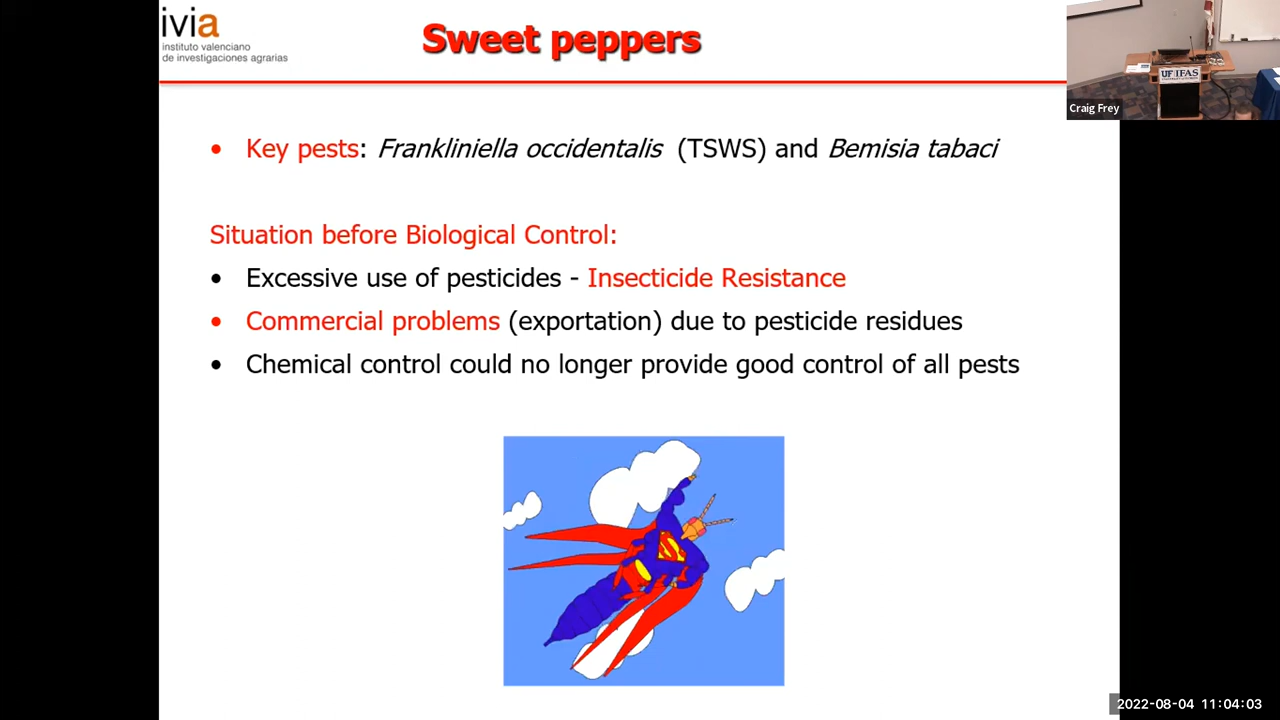 ivia
instituto valenciano
de investigaciones agrarias
Sweet peppers
UF IFAS
Craig Frey
• Key pests: Frankliniella occidentalis (TSWS) and Bemisia tabaci
Situation before Biological Control:
• Excessive use of pesticides - Insecticide Resistance
• Commercial problems (exportation) due to pesticide residues
• Chemical control could no longer provide good control of all pests
S
2022-08-04 11:04:03